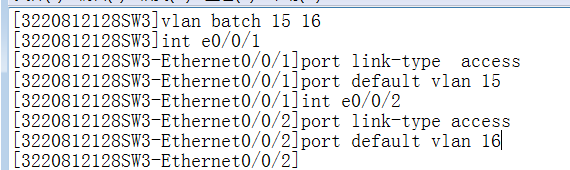 [3220812128SW3]vlan batch 15 16
[3220812128SW3]int e0/0/1
[3220812128SW3-Ethernet0/0/1]port link-type  access
[3220812128SW3-Ethernet0/0/1]port default vlan 15
[3220812128SW3-Ethernet0/0/1]int e0/0/2
[3220812128SW3-Ethernet0/0/2]port link-type access
[3220812128SW3-Ethernet0/0/2]port default vlan 16
[3220812128SW3-Ethernet0/0/2]